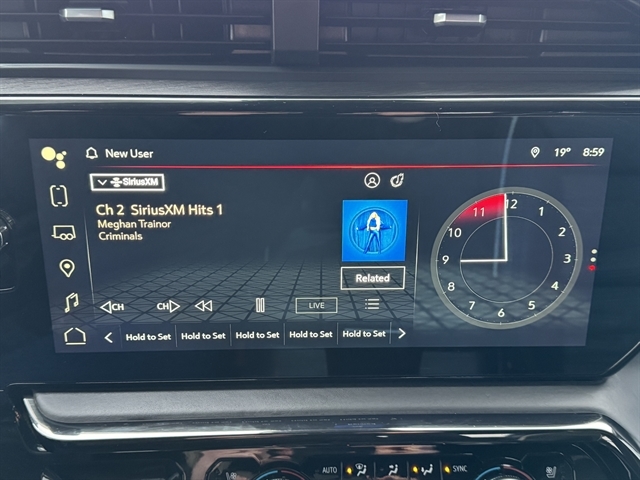 New User
19° 8:59
SiriusXM
Ch 2 SiriusXM Hits 1
Meghan Trainor
Criminals
Related
CH CH LIVE
Hold to Set Hold to Set Hold to Set Hold to Set Hold to Set
12
1
2
3
4
5
6
7
8
9
10
11
AUTO SYNC